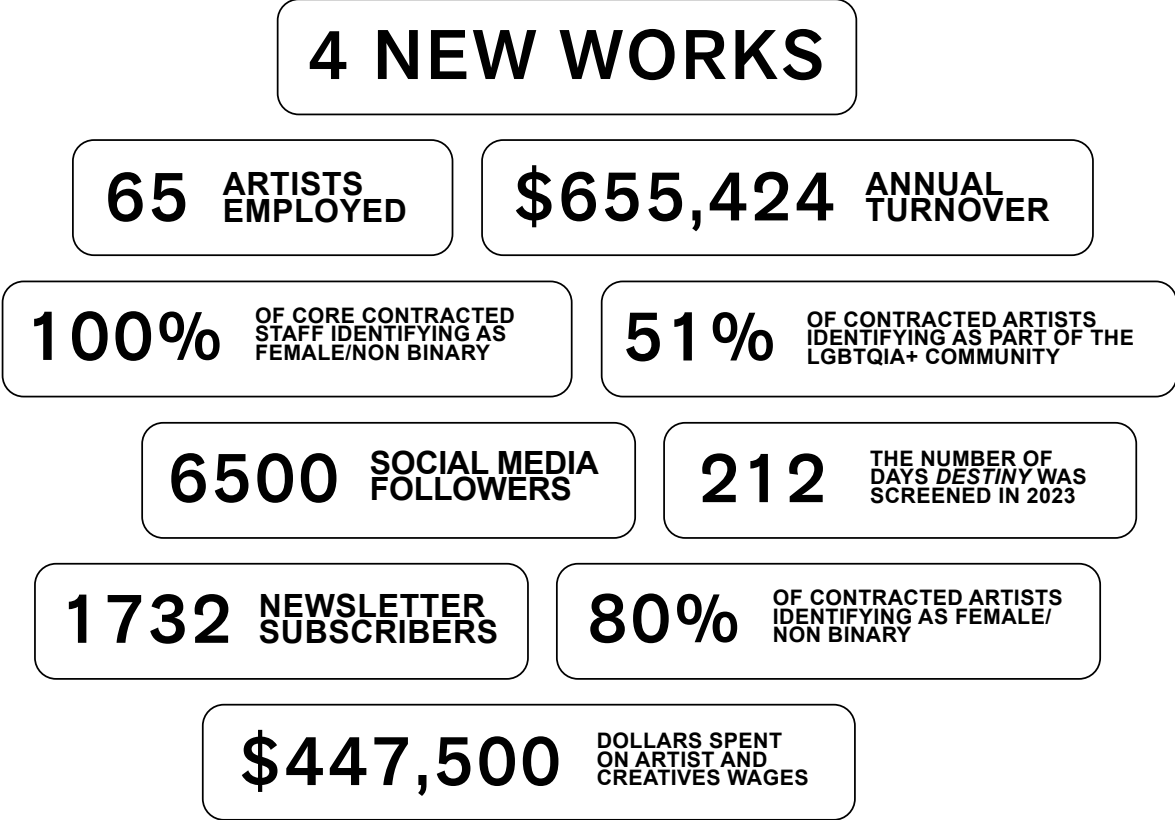 4 NEW WORKS
65 ARTISTS
EMPLOYED
$655,424 ANNUAL
TURNOVER
100% OF CORE CONTRACTED
STAFF IDENTIFYING AS
FEMALE/NON BINARY
51% OF CONTRACTED ARTISTS
IDENTIFYING AS PART OF THE
LGBTQIA+ COMMUNITY
6500 SOCIAL MEDIA
FOLLOWERS
212 THE NUMBER OF
DAYS DESTINY WAS
SCREENED IN 2023
1732 NEWSLETTER
SUBSCRIBERS
80% OF CONTRACTED ARTISTS
IDENTIFYING AS FEMALE/
NON BINARY
$447,500 DOLLARS SPENT
ON ARTIST AND
CREATIVES WAGES